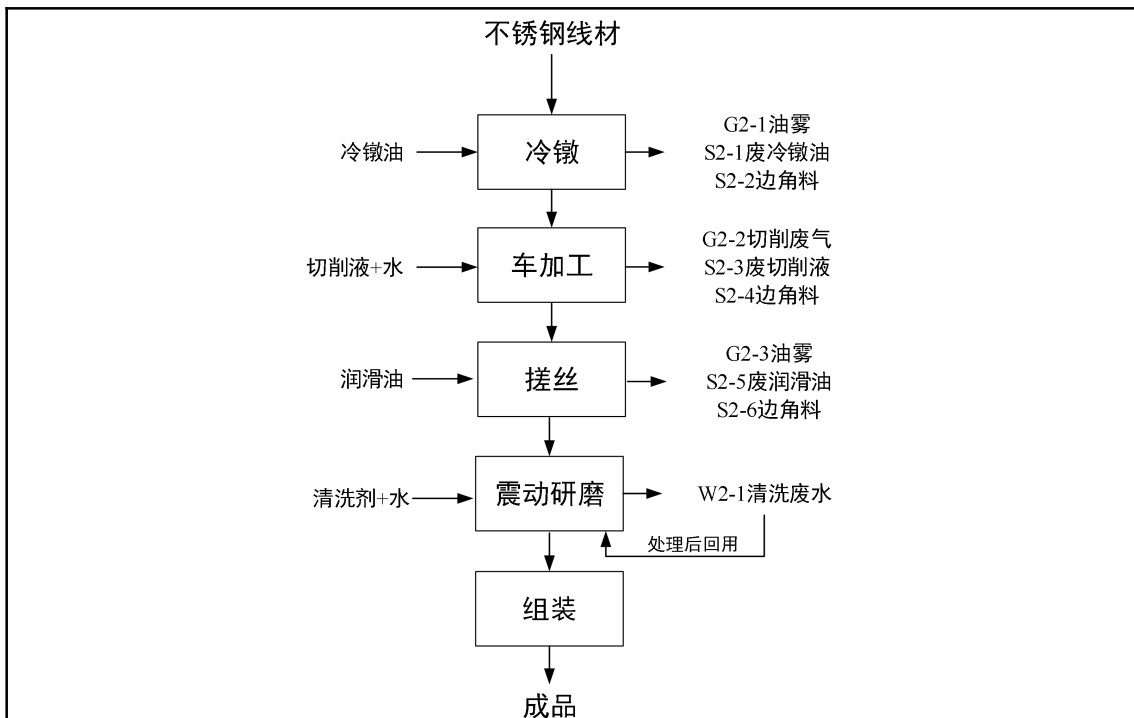 不锈钢线材
冷镦油
冷镦
G2-1油雾
S2-1废冷镦油
S2-2边角料
切削液+水
车加工
G2-2切削废气
S2-3废切削液
S2-4边角料
润滑油
搓丝
G2-3油雾
S2-5废润滑油
S2-6边角料
清洗剂+水
震动研磨
W2-1清洗废水
处理后回用
组装
成品